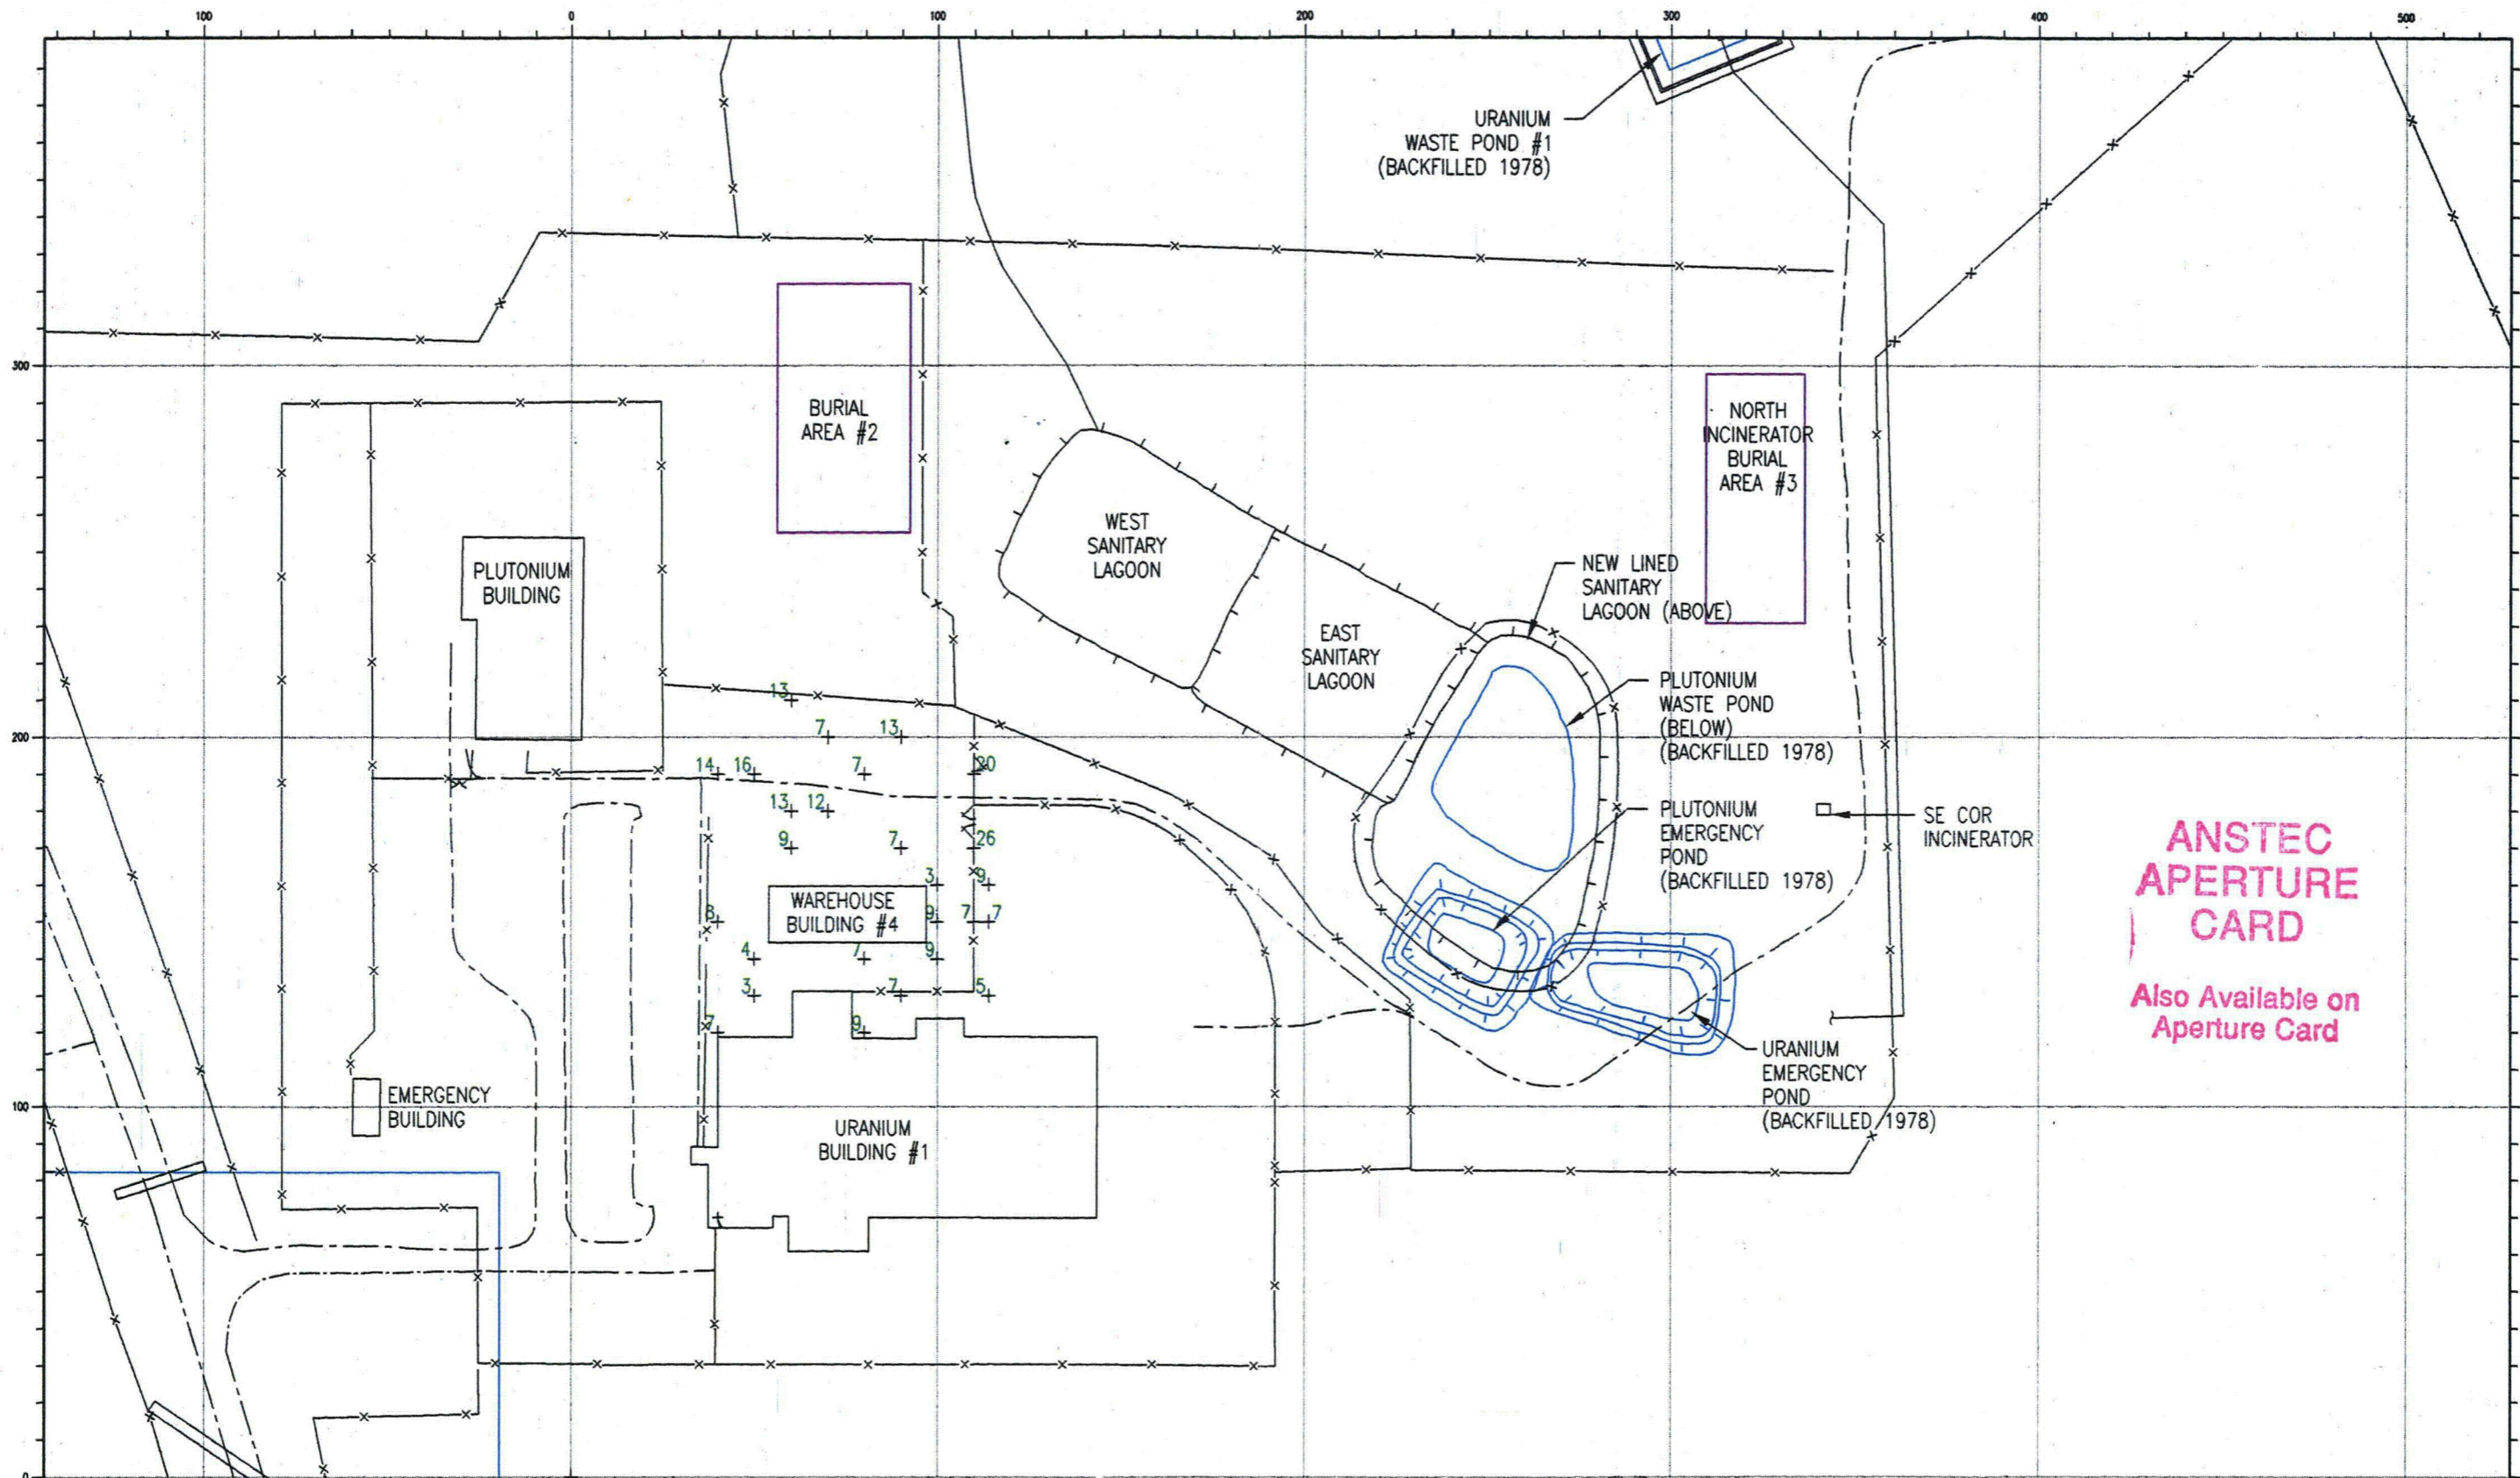 100
0
100
200
300
400
500
URANIUM
WASTE POND #1
(BACKFILLED 1978)
300
BURIAL
AREA #2
NORTH
INCINERATOR
BURIAL
AREA #3
WEST
SANITARY
LAGOON
PLUTONIUM
BUILDING
NEW LINED
SANITARY
LAGOON (ABOVE)
EAST
SANITARY
LAGOON
PLUTONIUM
WASTE POND
(BELOW)
(BACKFILLED 1978)
13
200
7
13
14
16
7
20
13
12
9
7
26
PLUTONIUM
EMERGENCY
POND
(BACKFILLED 1978)
SE COR
INCINERATOR
3
9
WAREHOUSE
BUILDING #4
8
9
7
7
4
7
9
3
7
5
7
9
ANSTEC
APERTURE
CARD
Also Available on
Aperture Card
URANIUM
EMERGENCY
POND
(BACKFILLED 1978)
100
EMERGENCY
BUILDING
URANIUM
BUILDING #1
0